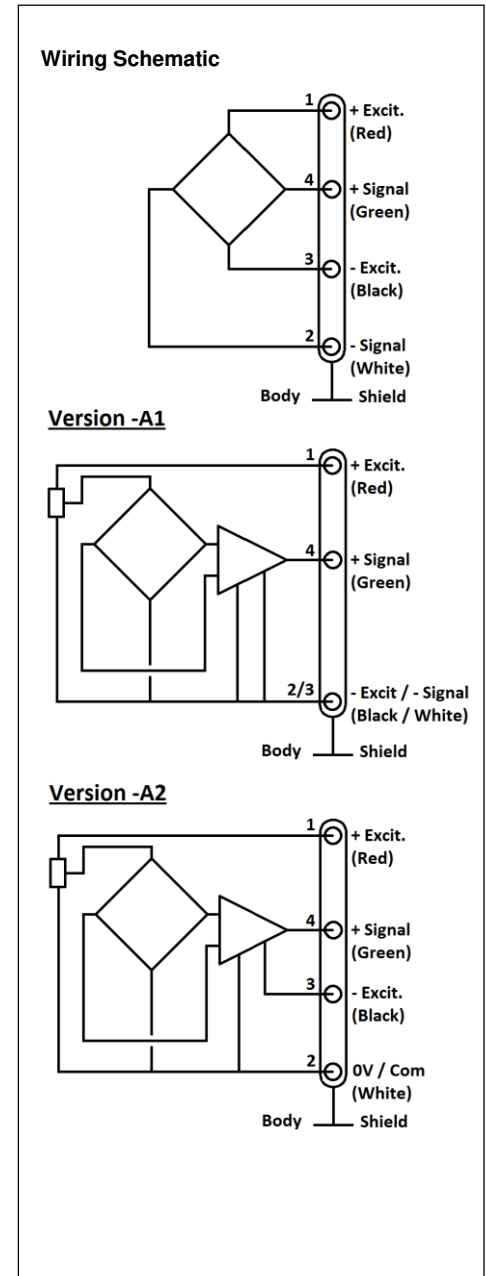 Wiring Schematic
1
+ Excit.
(Red)
4
+ Signal
(Green)
3
- Excit.
(Black)
2
- Signal
(White)
Body
Shield
Version -A1
1
+ Excit.
(Red)
4
+ Signal
(Green)
2/3
- Excit / - Signal
(Black / White)
Body
Shield
Version -A2
1
+ Excit.
(Red)
4
+ Signal
(Green)
3
- Excit.
(Black)
2
0V / Com
(White)
Body
Shield